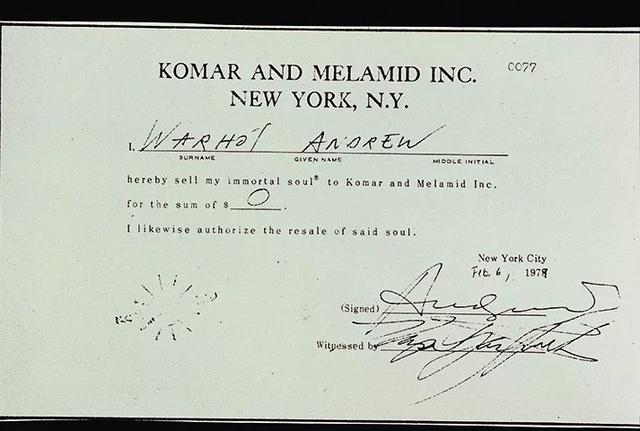 KOMAR AND MELAMID INC.
0077
NEW YORK, N.Y.
I, WARHOL ANDREW
SURNAME GIVEN NAME MIDDLE INITIAL
hereby sell my immortal soul® to Komar and Melamid Inc.
for the sum of $ 0 .
I likewise authorize the resale of said soul.
New York City
Feb. 6, 1979
(Signed) Andrew
Witnessed by